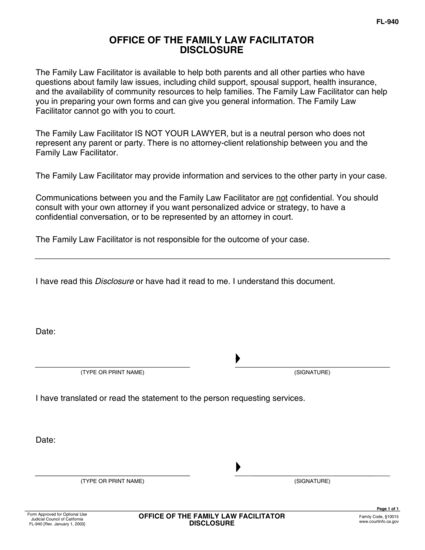 FL-940
OFFICE OF THE FAMILY LAW FACILITATOR
DISCLOSURE
The Family Law Facilitator is available to help both parents and all other parties who have
questions about family law issues, including child support, spousal support, health insurance,
and the availability of community resources to help families. The Family Law Facilitator can help
you in preparing your own forms and can give you general information. The Family Law
Facilitator cannot go with you to court.
The Family Law Facilitator IS NOT YOUR LAWYER, but is a neutral person who does not
represent any parent or party. There is no attorney-client relationship between you and the
Family Law Facilitator.
The Family Law Facilitator may provide information and services to the other party in your case.
Communications between you and the Family Law Facilitator are not confidential. You should
consult with your own attorney if you want personalized advice or strategy, to have a
confidential conversation, or to be represented by an attorney in court.
The Family Law Facilitator is not responsible for the outcome of your case.
I have read this Disclosure or have had it read to me. I understand this document.
Date:
(TYPE OR PRINT NAME) (SIGNATURE)
I have translated or read the statement to the person requesting services.
Date:
(TYPE OR PRINT NAME) (SIGNATURE)
Page 1 of 1
Form Approved for Optional Use
Judicial Council of California
FL-940 [Rev. January 1, 2003]
OFFICE OF THE FAMILY LAW FACILITATOR
DISCLOSURE
Family Code, §10015
www.courtinfo.ca.gov